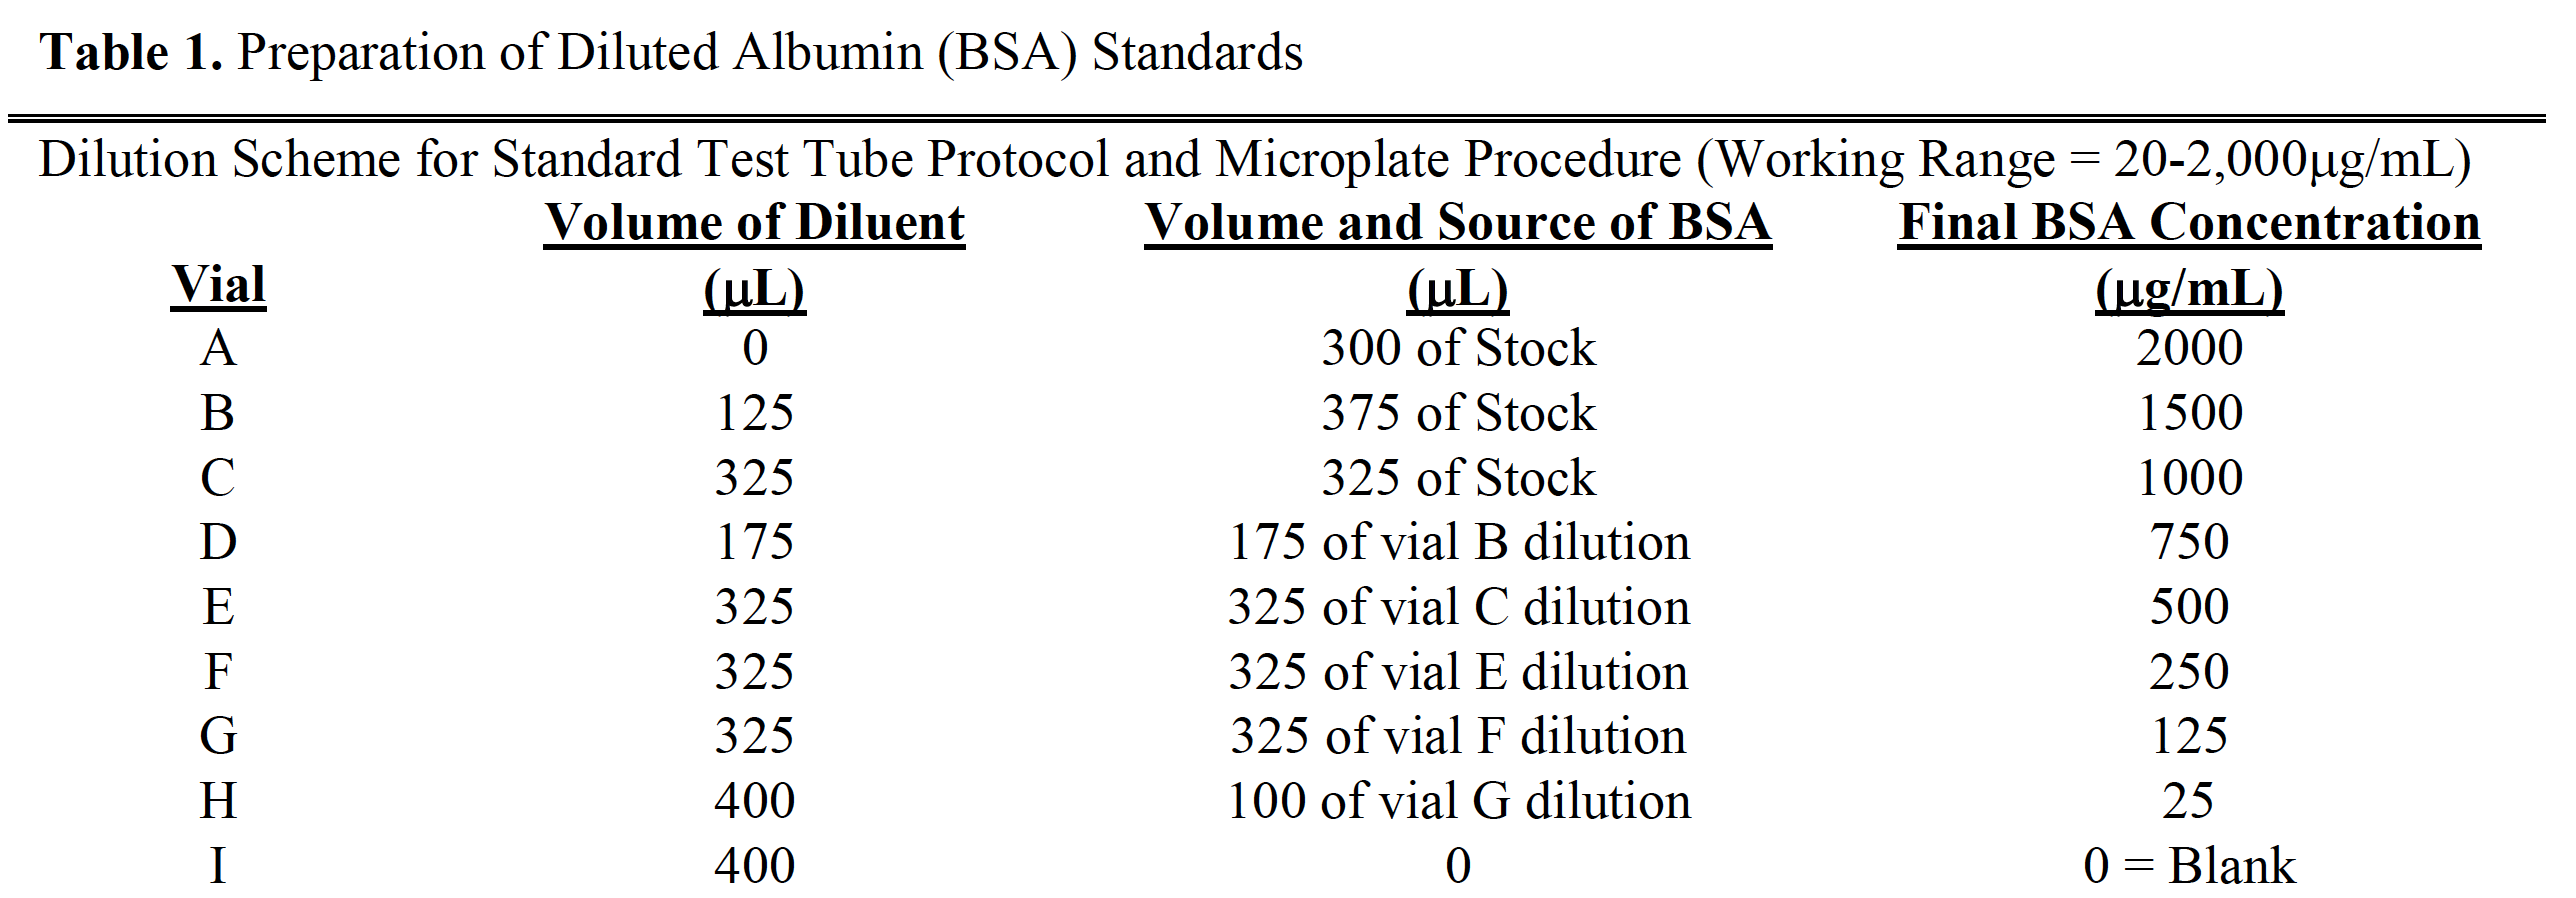 Table 1. Preparation of Diluted Albumin (BSA) Standards
Dilution Scheme for Standard Test Tube Protocol and Microplate Procedure (Working Range = 20-2,000μg/mL)
Volume of Diluent Volume and Source of BSA Final BSA Concentration
Vial (μL) (μL) (μg/mL)
A 0 300 of Stock 2000
B 125 375 of Stock 1500
C 325 325 of Stock 1000
D 175 175 of vial B dilution 750
E 325 325 of vial C dilution 500
F 325 325 of vial E dilution 250
G 325 325 of vial F dilution 125
H 400 100 of vial G dilution 25
I 400 0 0 = Blank